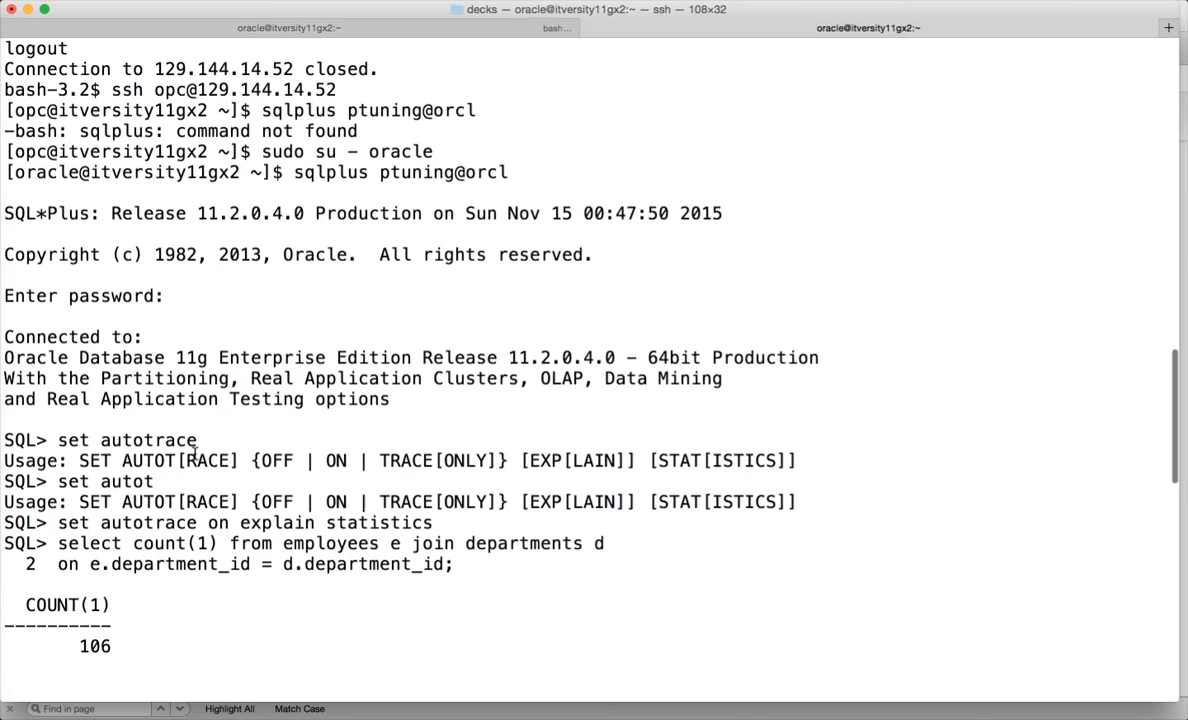 decks — oracle@itversity11gx2:~ — ssh — 108×32
oracle@itversity11gx2:~
bash...
oracle@itversity11gx2:~
logout
Connection to 129.144.14.52 closed.
bash-3.2$ ssh opc@129.144.14.52
[opc@itversity11gx2 ~]$ sqlplus ptuning@orcl
-bash: sqlplus: command not found
[opc@itversity11gx2 ~]$ sudo su - oracle
[oracle@itversity11gx2 ~]$ sqlplus ptuning@orcl
SQL*Plus: Release 11.2.0.4.0 Production on Sun Nov 15 00:47:50 2015
Copyright (c) 1982, 2013, Oracle.  All rights reserved.
Enter password:
Connected to:
Oracle Database 11g Enterprise Edition Release 11.2.0.4.0 - 64bit Production
With the Partitioning, Real Application Clusters, OLAP, Data Mining
and Real Application Testing options
SQL> set autotrace
Usage: SET AUTOT[RACE] {OFF | ON | TRACE[ONLY]} [EXP[LAIN]] [STAT[ISTICS]]
SQL> set autot
Usage: SET AUTOT[RACE] {OFF | ON | TRACE[ONLY]} [EXP[LAIN]] [STAT[ISTICS]]
SQL> set autotrace on explain statistics
SQL> select count(1) from employees e join departments d
2  on e.department_id = d.department_id;
COUNT(1)
----------
106
Find in page
Highlight All
Match Case